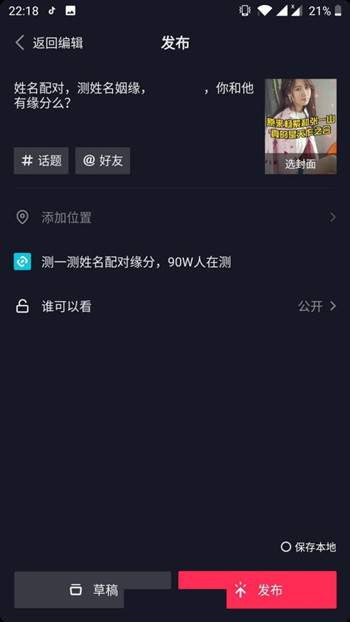 22:18
21%
返回编辑
发布
姓名配对，测姓名姻缘，，你和他
有缘分么？
选封面
# 话题
@ 好友
添加位置
测一测姓名配对缘分，90W人在测
谁可以看
公开
保存本地
草稿
发布